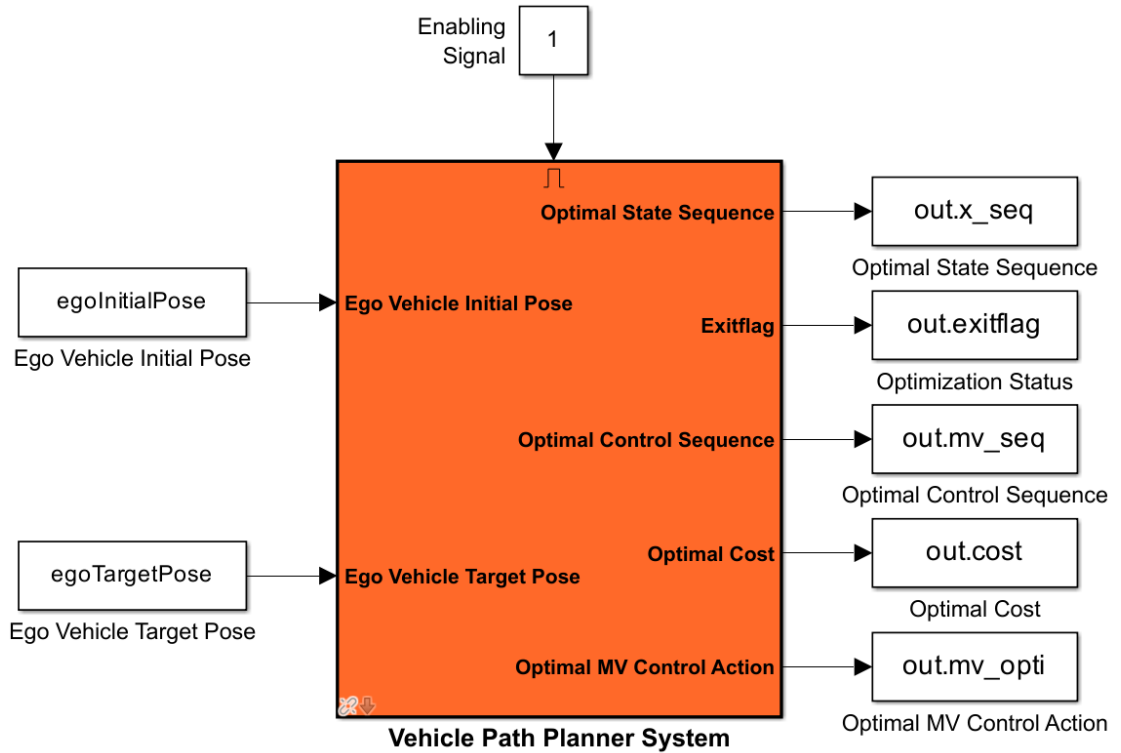 Enabling
Signal
1
Optimal State Sequence
out.x_seq
Optimal State Sequence
egoInitialPose
Ego Vehicle Initial Pose
Ego Vehicle Initial Pose
Exitflag
out.exitflag
Optimization Status
Optimal Control Sequence
out.mv_seq
Optimal Control Sequence
egoTargetPose
Ego Vehicle Target Pose
Ego Vehicle Target Pose
Optimal Cost
out.cost
Optimal Cost
Optimal MV Control Action
out.mv_opti
Optimal MV Control Action
Vehicle Path Planner System